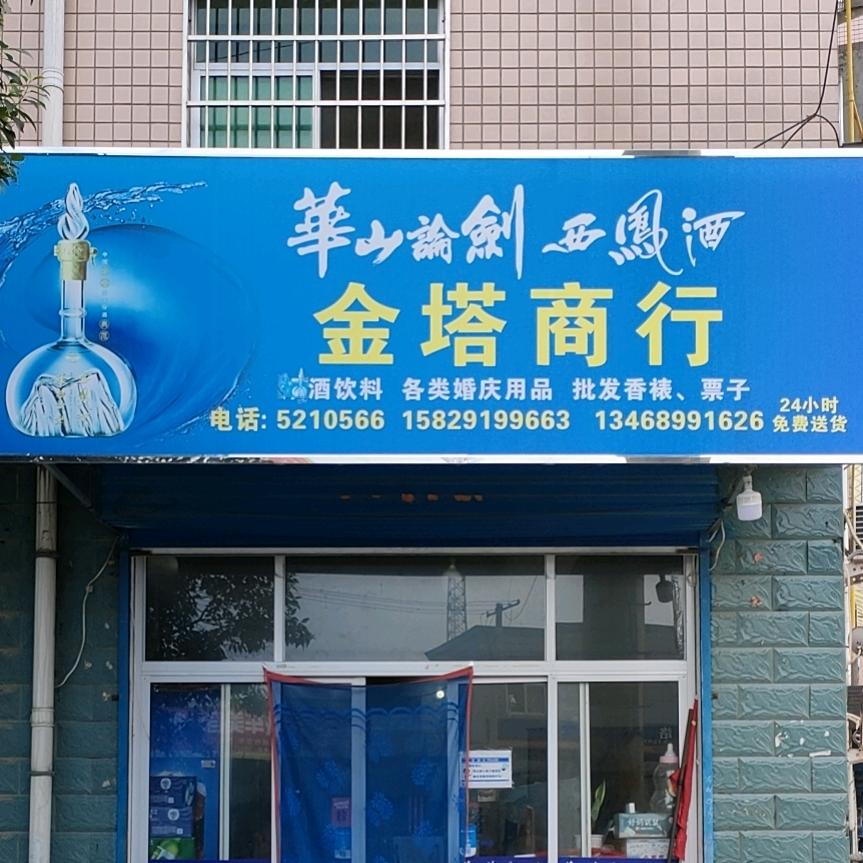 華山論劍 西鳳酒
金塔商行
酒饮料 各类婚庆用品 批发香裱、票子
电话: 5210566 15829199663 13468991626
24小时
免费送货